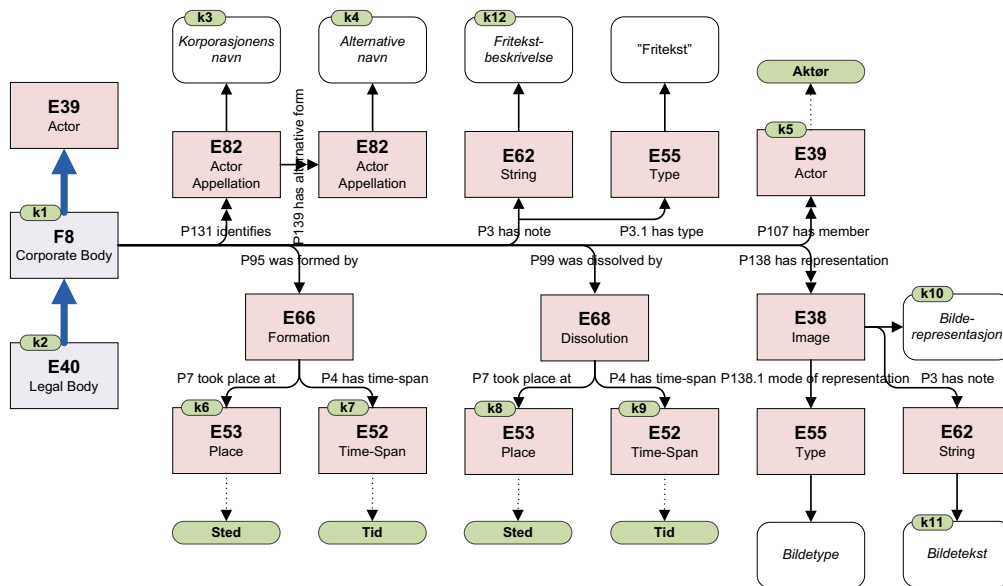 k3
Korporasjonens
navn
k4
Alternative
navn
k12
Fritekst-
beskrivelse
"Fritekst"
Aktør
E39
Actor
E82
Actor
Appellation
P139 has alternative form
E82
Actor
Appellation
E62
String
E55
Type
k5
E39
Actor
k1
F8
Corporate Body
P131 identifies
P3 has note
P3.1 has type
P107 has member
P95 was formed by
P99 was dissolved by
P138 has representation
k2
E40
Legal Body
E66
Formation
E68
Dissolution
E38
Image
k10
Bilde-
representasjon
P7 took place at
P4 has time-span
P7 took place at
P4 has time-span
P138.1 mode of representation
P3 has note
k6
E53
Place
k7
E52
Time-Span
k8
E53
Place
k9
E52
Time-Span
E55
Type
E62
String
Sted
Tid
Sted
Tid
Bildetype
k11
Bildetekst